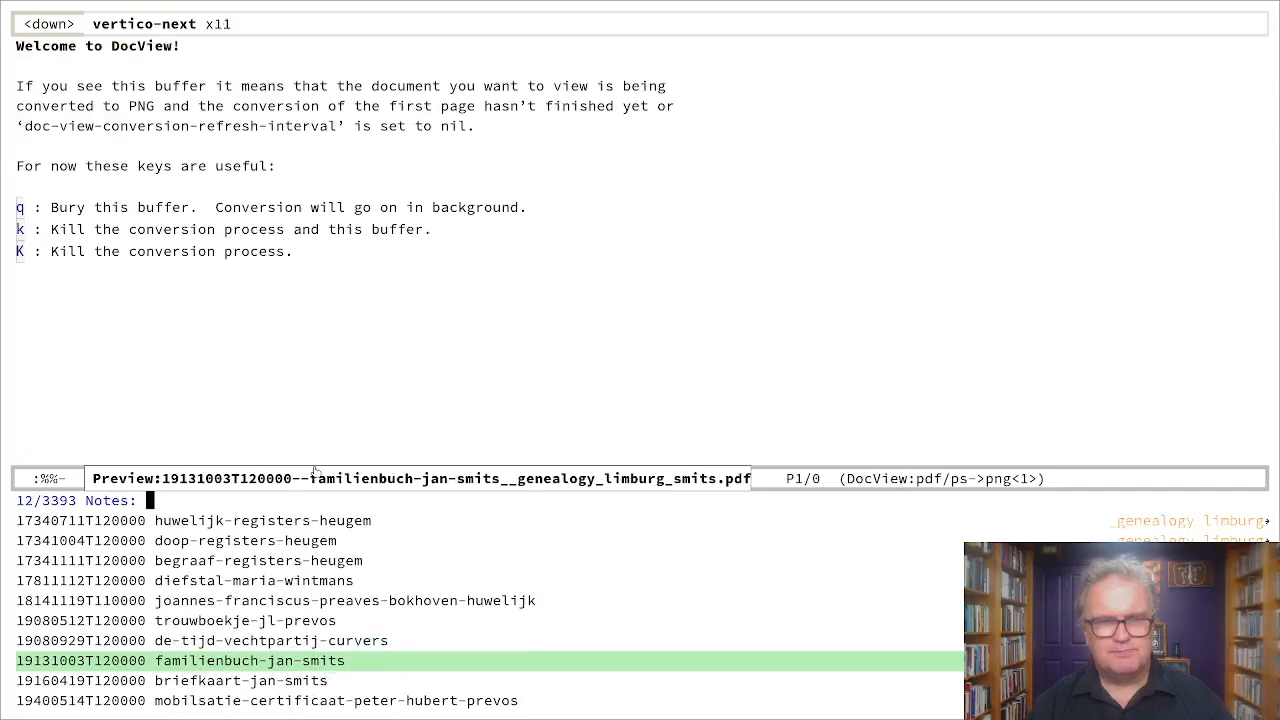 <down> vertico-next x11
Welcome to DocView!
If you see this buffer it means that the document you want to view is being
converted to PNG and the conversion of the first page hasn’t finished yet or
‘doc-view-conversion-refresh-interval’ is set to nil.
For now these keys are useful:
q : Bury this buffer.  Conversion will go on in background.
k : Kill the conversion process and this buffer.
K : Kill the conversion process.
:%%- Preview:19131003T120000--familienbuch-jan-smits__genealogy_limburg_smits.pdf P1/0 (DocView:pdf/ps->png<1>)
12/3393 Notes:
17340711T120000 huwelijk-registers-heugem _genealogy limburg
17341004T120000 doop-registers-heugem _genealogy limburg
17341111T120000 begraaf-registers-heugem
17811112T120000 diefstal-maria-wintmans
18141119T110000 joannes-franciscus-preaves-bokhoven-huwelijk
19080512T120000 trouwboekje-jl-prevos
19080929T120000 de-tijd-vechtpartij-curvers
19131003T120000 familienbuch-jan-smits
19160419T120000 briefkaart-jan-smits
19400514T120000 mobilsatie-certificaat-peter-hubert-prevos